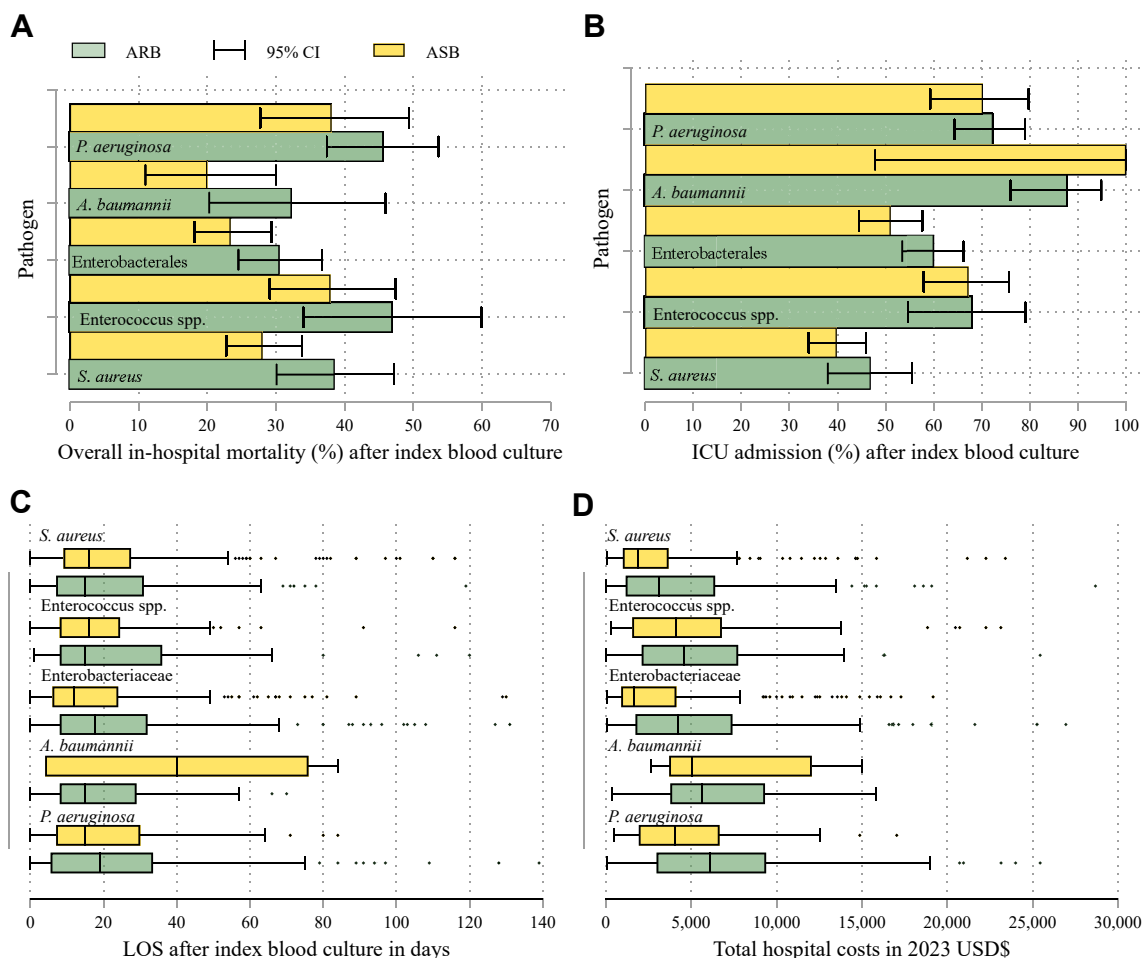 A
B
ARB
95% CI
ASB
Pathogen
P. aeruginosa
A. baumannii
Enterobacterales
Enterococcus spp.
S. aureus
0 10 20 30 40 50 60 70
Overall in-hospital mortality (%) after index blood culture
Pathogen
P. aeruginosa
A. baumannii
Enterobacterales
Enterococcus spp.
S. aureus
0 10 20 30 40 50 60 70 80 90 100
ICU admission (%) after index blood culture
C
S. aureus
Enterococcus spp.
Enterobacteriaceae
A. baumannii
P. aeruginosa
0 20 40 60 80 100 120 140
LOS after index blood culture in days
D
S. aureus
Enterococcus spp.
Enterobacteriaceae
A. baumannii
P. aeruginosa
0 5,000 10,000 15,000 20,000 25,000 30,000
Total hospital costs in 2023 USD$